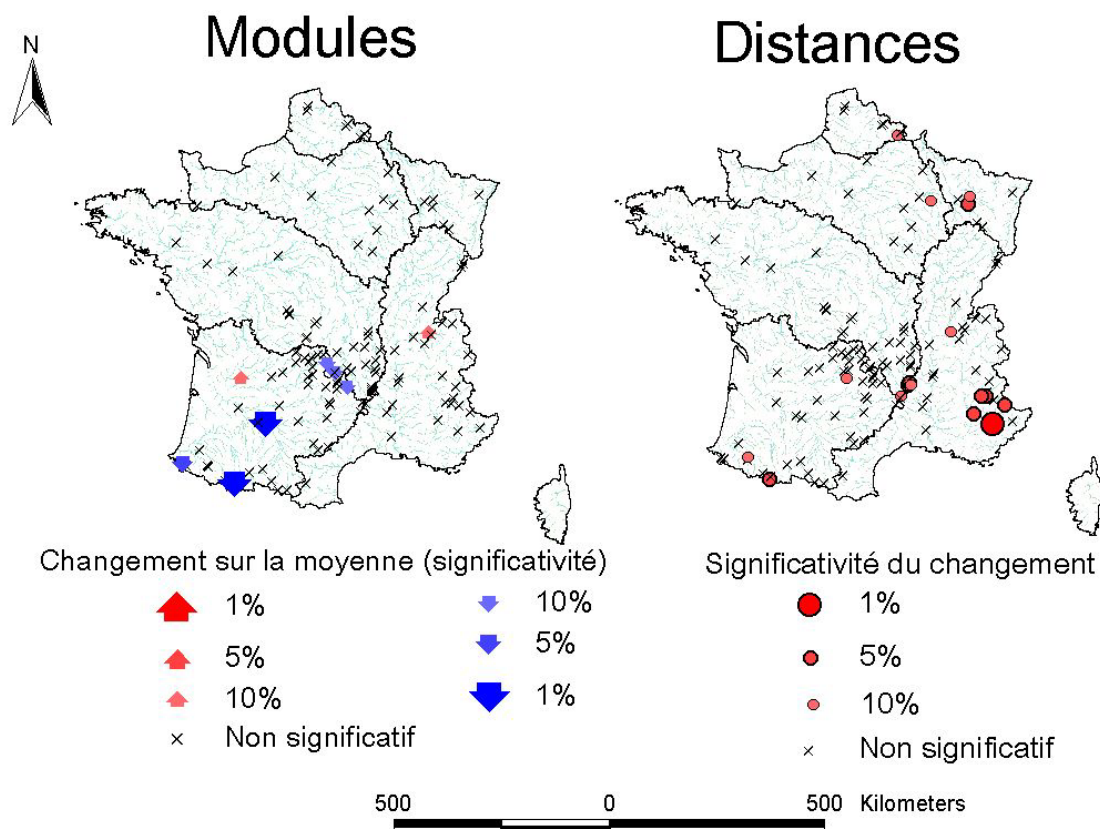 Modules
Distances
N
Changement sur la moyenne (significativité)
1%
5%
10%
Non significatif
10%
5%
1%
Significativité du changement
1%
5%
10%
Non significatif
500 0 500 Kilometers